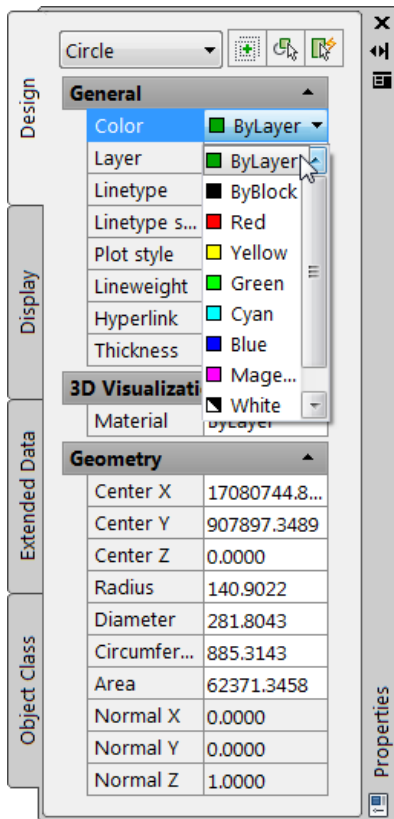 Circle
Design
Display
Extended Data
Object Class
General
Color ByLayer
Layer ByLayer
Linetype ByBlock
Linetype s... Red
Plot style Yellow
Lineweight Green
Hyperlink Cyan
Thickness Blue
Mage...
3D Visualizati White
Material ByLayer
Geometry
Center X 17080744.8...
Center Y 907897.3489
Center Z 0.0000
Radius 140.9022
Diameter 281.8043
Circumfer... 885.3143
Area 62371.3458
Normal X 0.0000
Normal Y 0.0000
Normal Z 1.0000
Properties